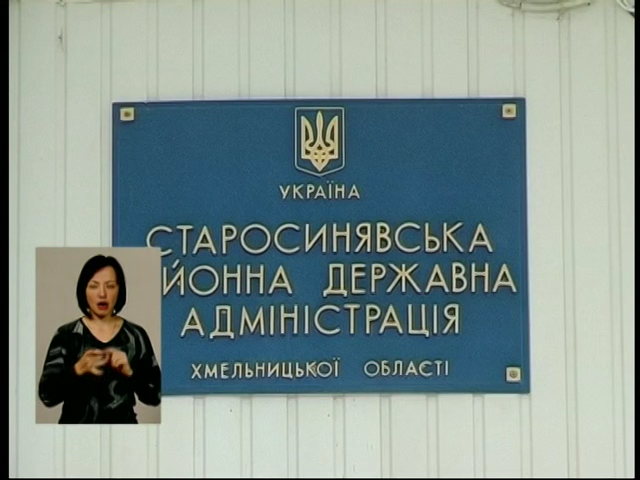 УКРАЇНА
СТАРОСИНЯВСЬКА
ЙОННА ДЕРЖАВНА
АДМІНІСТРАЦІЯ
ХМЕЛЬНИЦЬКОЇ ОБЛАСТІ